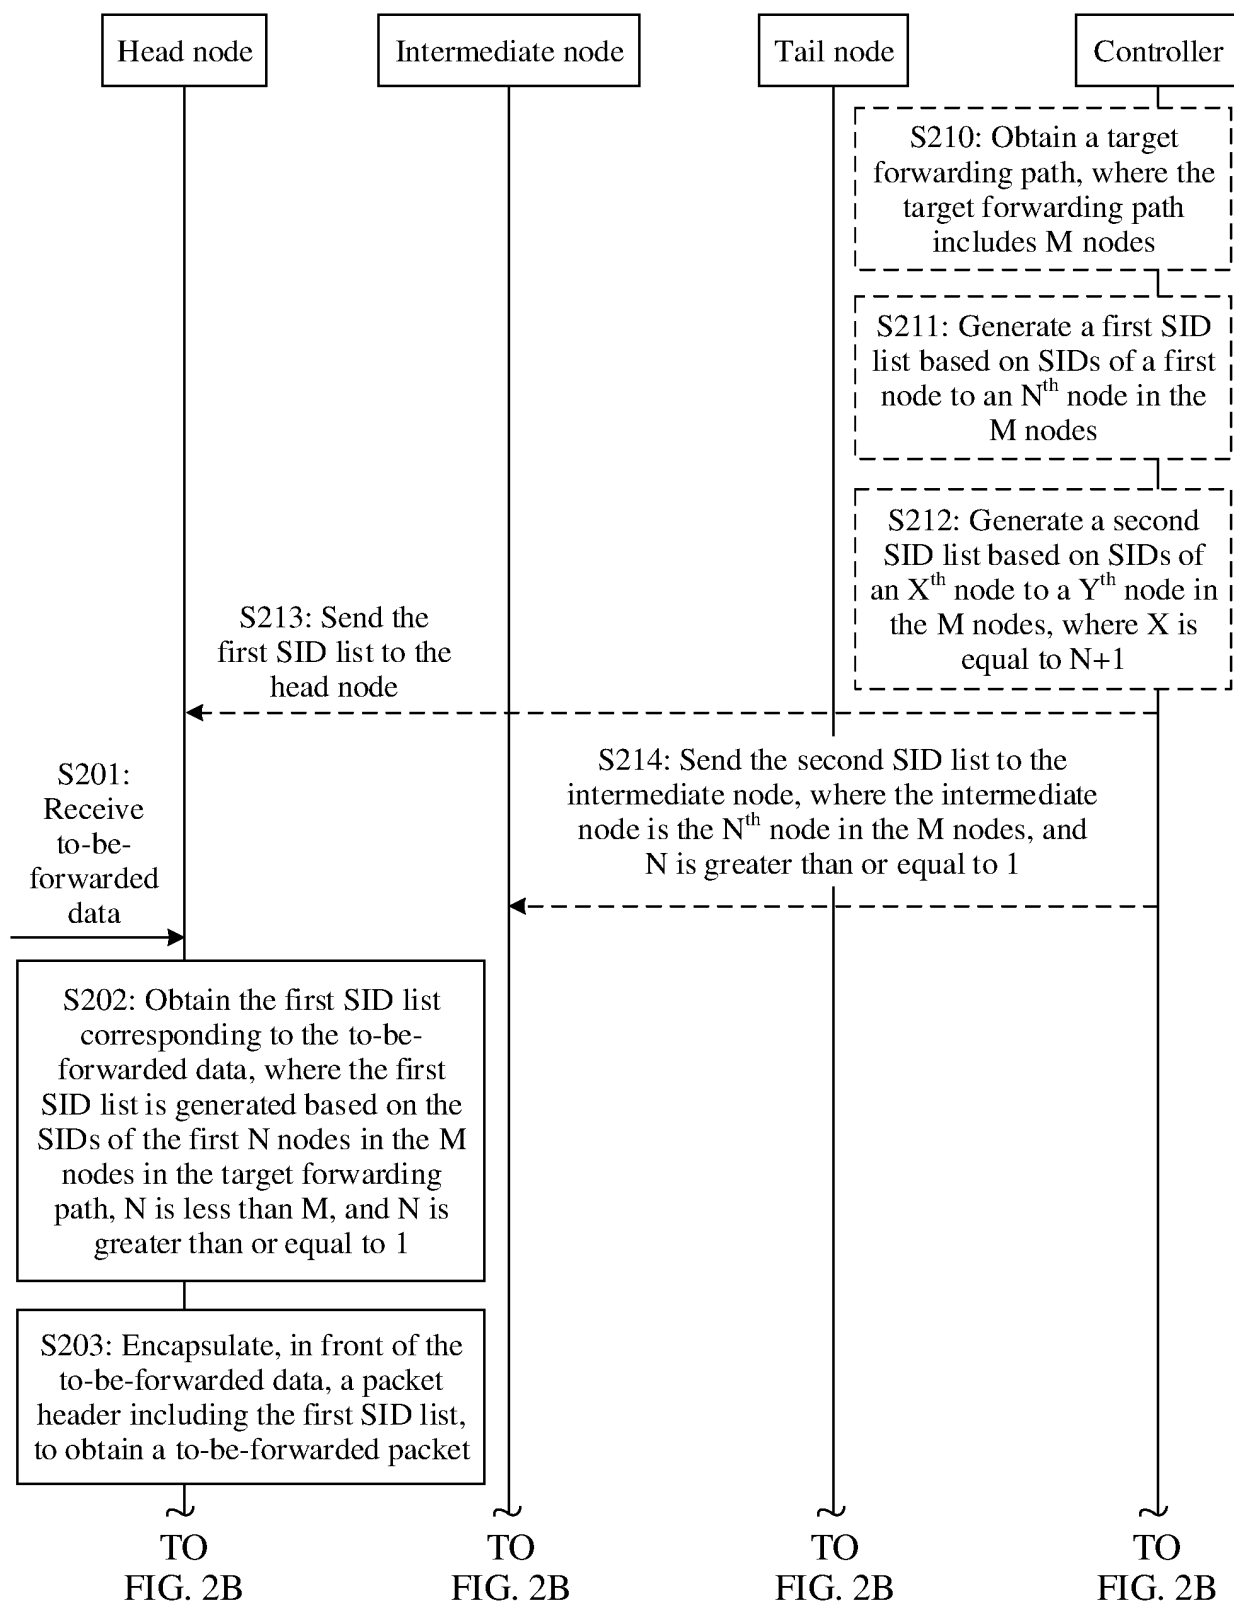 Head node
Intermediate node
Tail node
Controller
S210: Obtain a target
forwarding path, where the
target forwarding path
includes M nodes
S211: Generate a first SID
list based on SIDs of a first
node to an Nth node in the
M nodes
S212: Generate a second
SID list based on SIDs of
an Xth node to a Yth node in
the M nodes, where X is
equal to N+1
S213: Send the
first SID list to the
head node
S214: Send the second SID list to the
intermediate node, where the intermediate
node is the Nth node in the M nodes, and
N is greater than or equal to 1
S201:
Receive
to-be-
forwarded
data
S202: Obtain the first SID list
corresponding to the to-be-
forwarded data, where the first
SID list is generated based on the
SIDs of the first N nodes in the M
nodes in the target forwarding
path, N is less than M, and N is
greater than or equal to 1
S203: Encapsulate, in front of the
to-be-forwarded data, a packet
header including the first SID list,
to obtain a to-be-forwarded packet
TO
FIG. 2B
TO
FIG. 2B
TO
FIG. 2B
TO
FIG. 2B